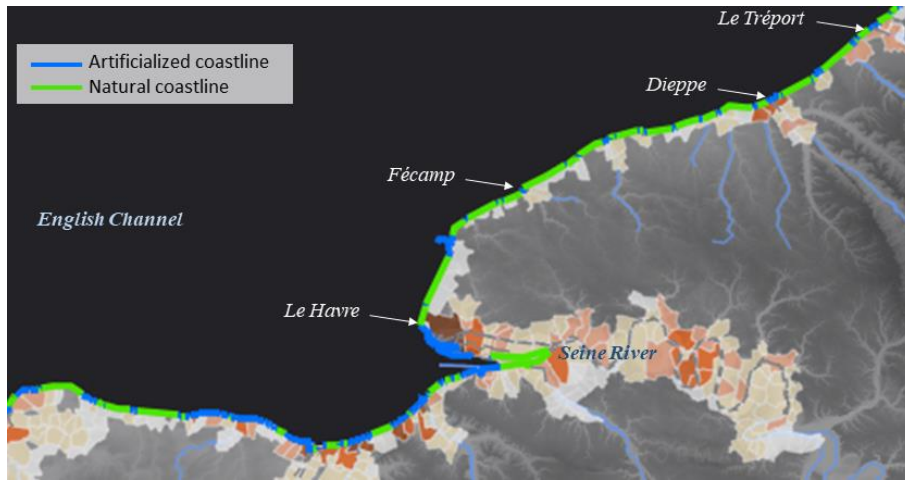 Le Tréport
Artificialized coastline
Natural coastline
Dieppe
Fécamp
English Channel
Le Havre
Seine River